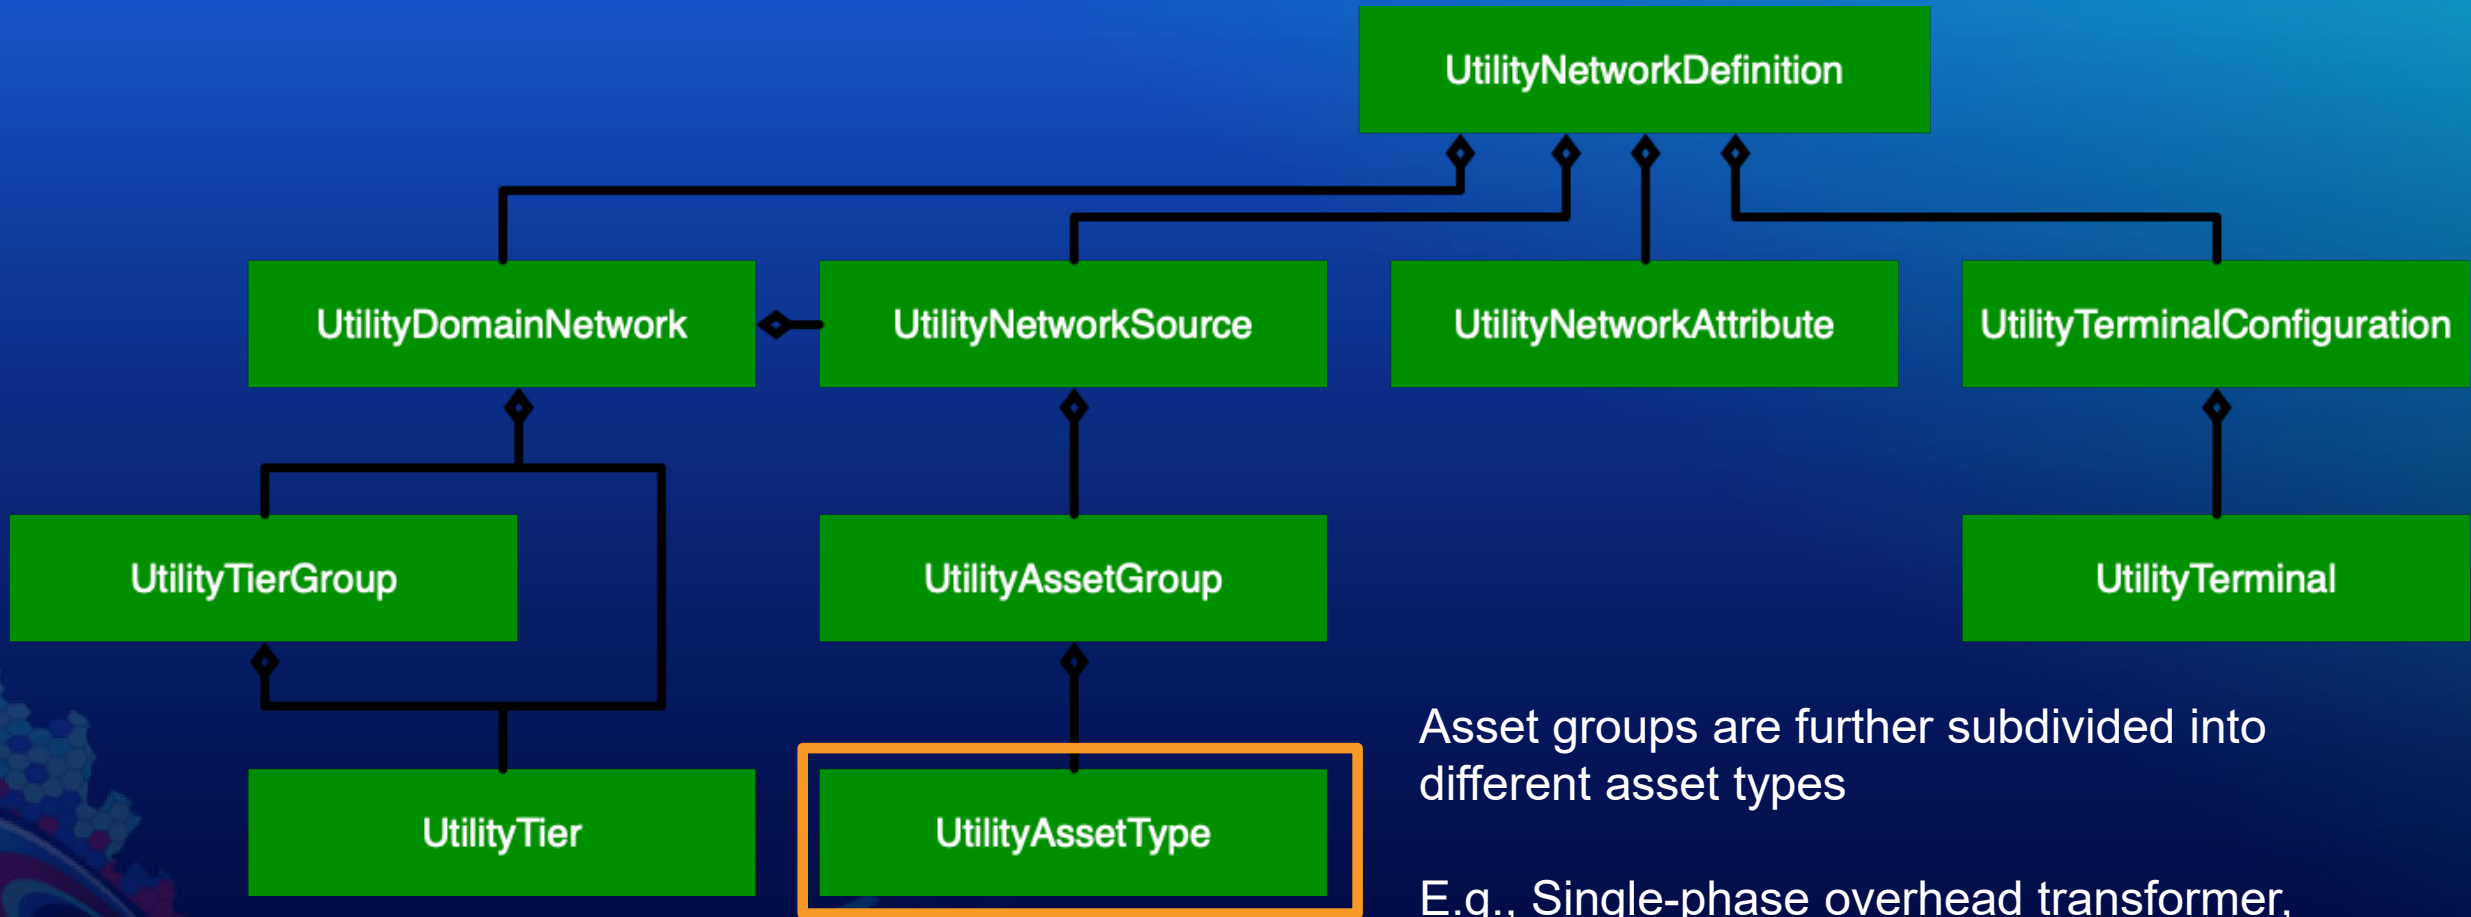 UtilityNetworkDefinition
UtilityDomainNetwork
UtilityNetworkSource
UtilityNetworkAttribute
UtilityTerminalConfiguration
UtilityTierGroup
UtilityAssetGroup
UtilityTerminal
UtilityTier
UtilityAssetType
Asset groups are further subdivided into
different asset types
E.g., Single-phase overhead transformer,